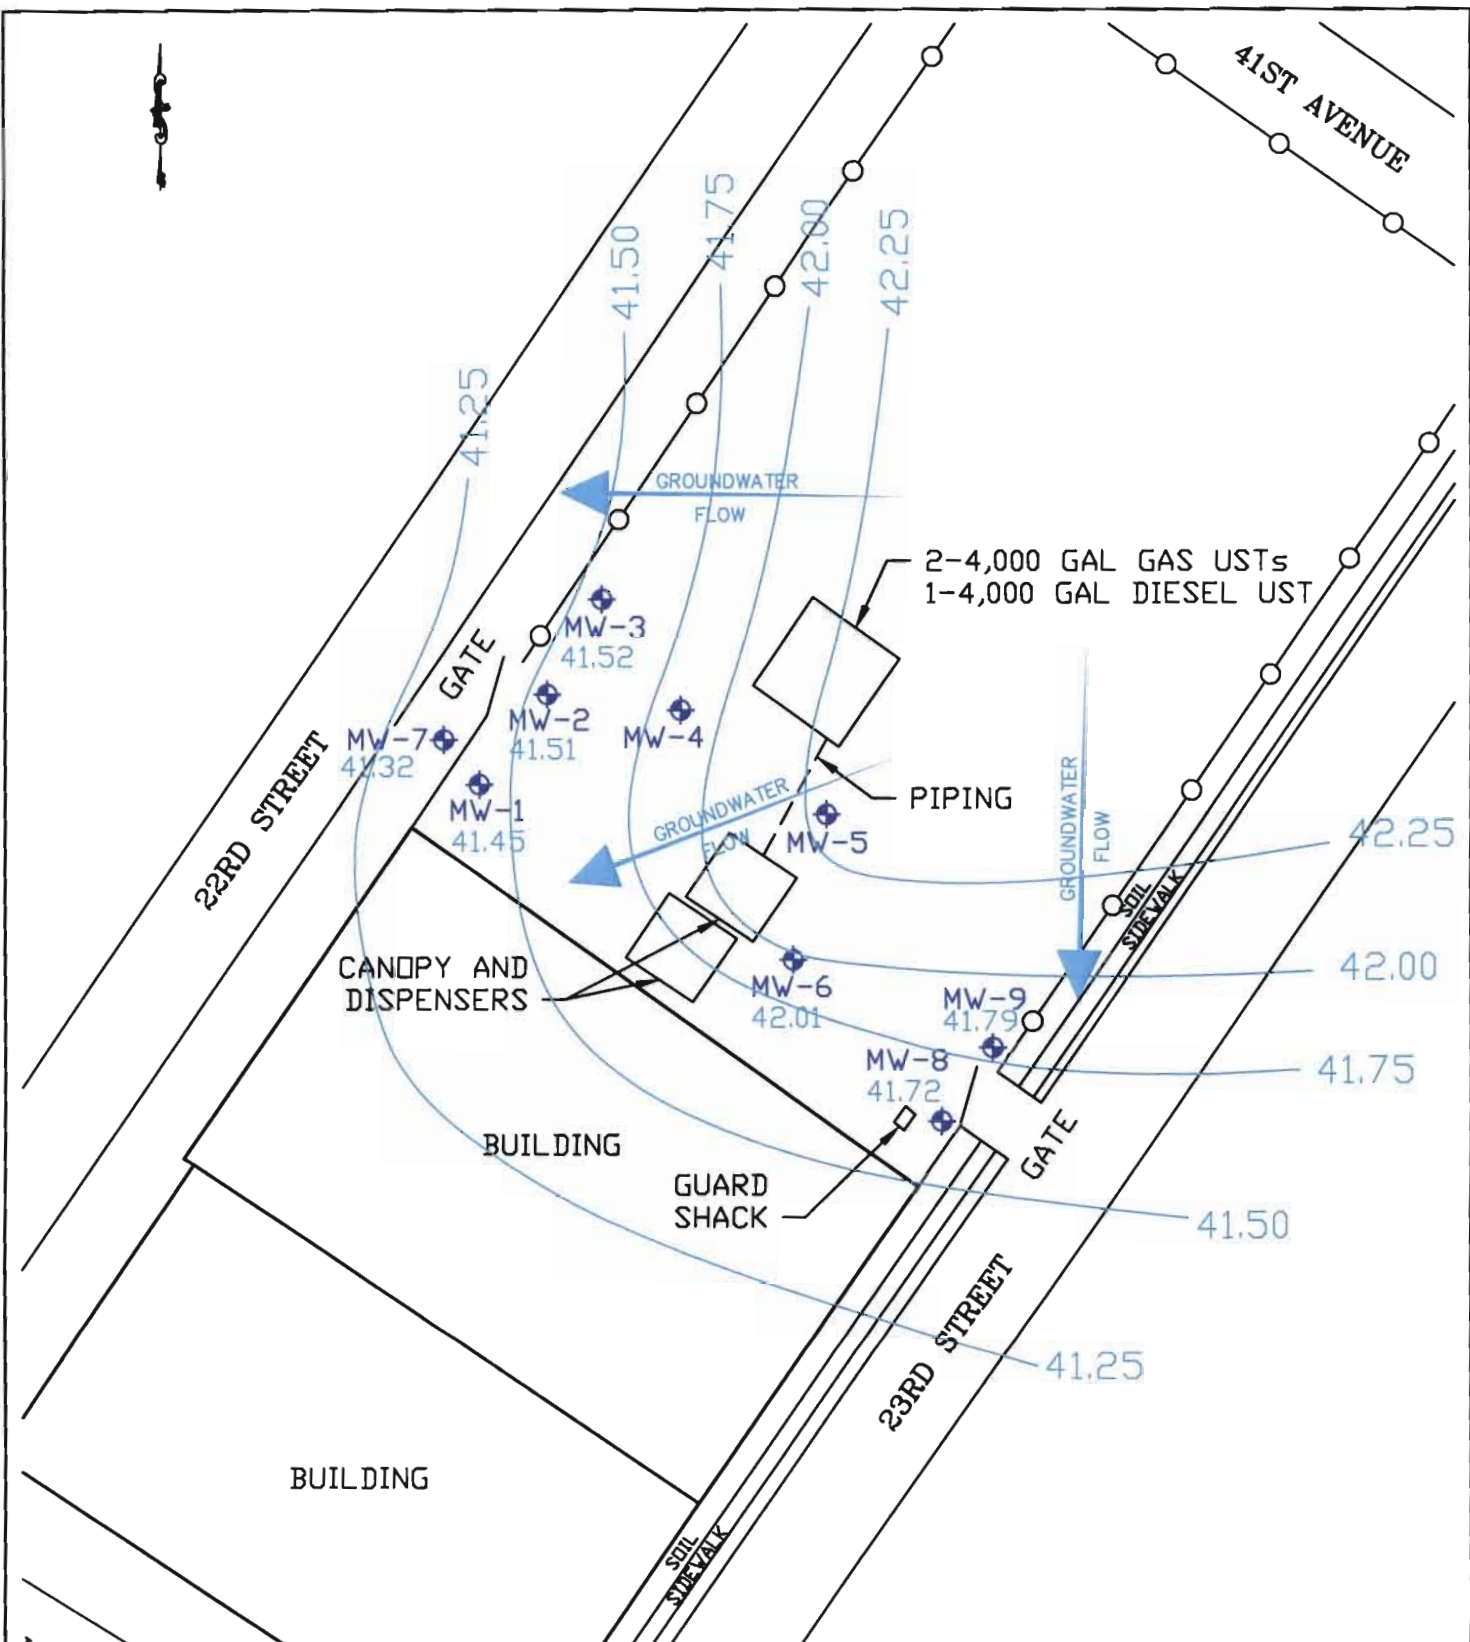 41ST AVENUE
41.75
42.00
42.25
41.50
41.25
GROUNDWATER
FLOW
2-4,000 GAL GAS USTs
1-4,000 GAL DIESEL UST
MW-3
41.52
GATE
MW-2
41.51
MW-4
MW-7
41.32
22RD STREET
MW-1
41.45
PIPING
GROUNDWATER
FLOW
MW-5
GROUNDWATER
FLOW
42.25
SOIL
SIDEWALK
CANOPY AND
DISPENSERS
MW-6
42.01
MW-9
41.79
42.00
MW-8
41.72
41.75
BUILDING
GATE
GUARD
SHACK
41.50
23RD STREET
41.25
BUILDING
SOIL
SIDEWALK